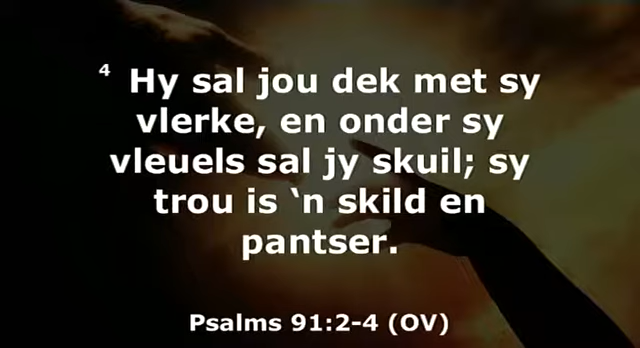 4 Hy sal jou dek met sy
vlerke, en onder sy
vleuels sal jy skuil; sy
trou is ‘n skild en
pantser.
Psalms 91:2-4 (OV)